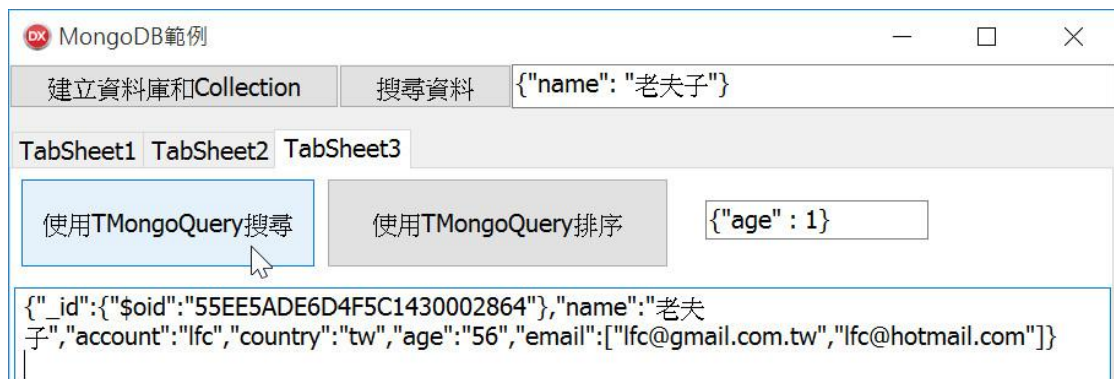 MongoDB範例
建立資料庫和Collection 搜尋資料 {"name": "老夫子"}
TabSheet1 TabSheet2 TabSheet3
使用TMongoQuery搜尋 使用TMongoQuery排序 {"age" : 1}
{"_id":{"$oid":"55EE5ADE6D4F5C1430002864"},"name":"老夫
子","account":"lfc","country":"tw","age":"56","email":["lfc@gmail.com.tw","lfc@hotmail.com"]}